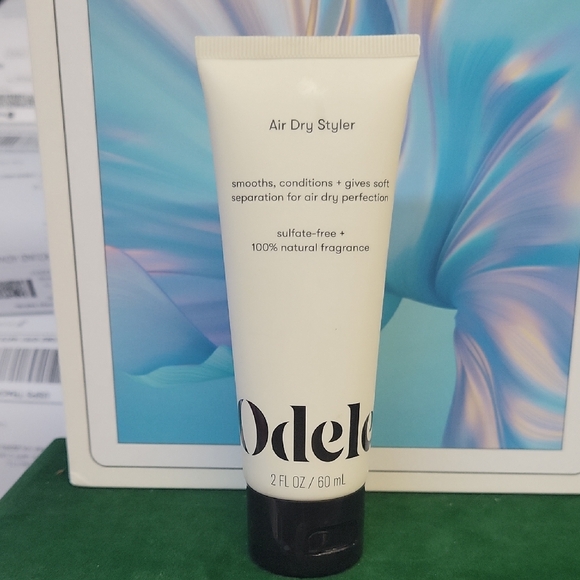 Air Dry Styler
smooths, conditions + gives soft
separation for air dry perfection
sulfate-free +
100% natural fragrance
Odele
2 FL OZ / 60 mL